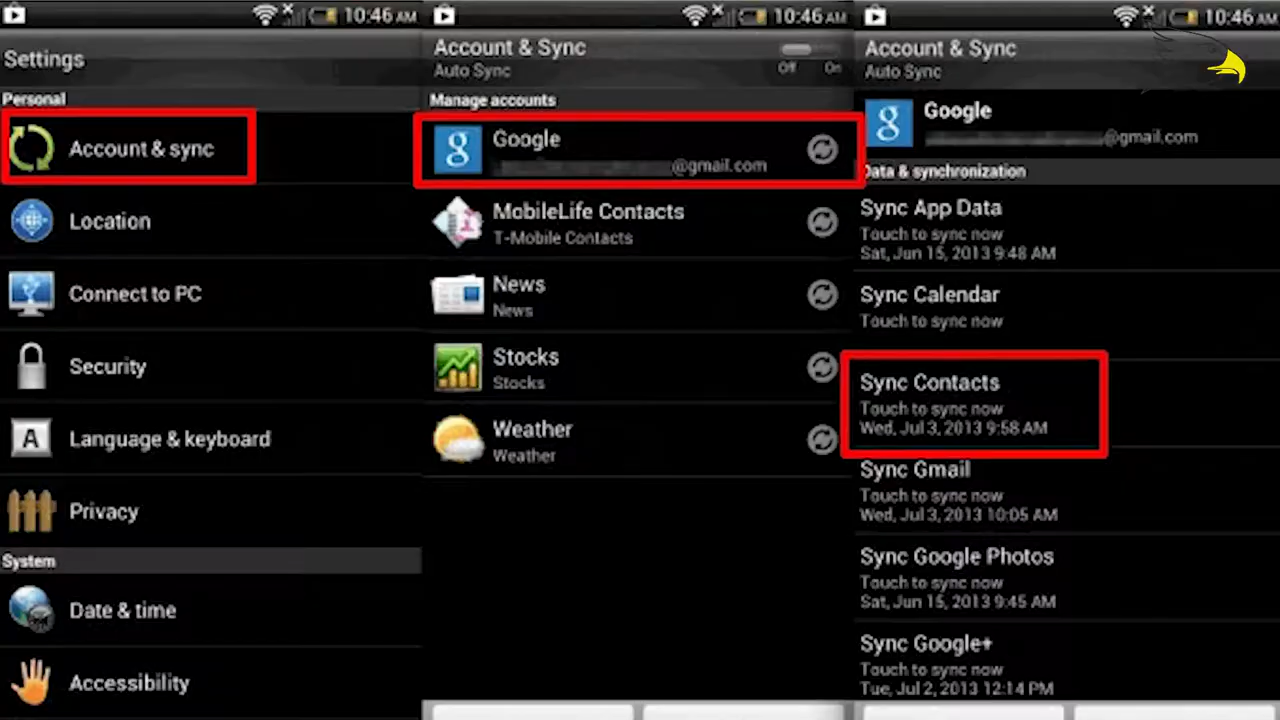 10:46 AM
Settings
Personal
Account & sync
Location
Connect to PC
Security
A
Language & keyboard
Privacy
System
Date & time
Accessibility
10:46 AM
Account & Sync
Auto Sync
Off On
Manage accounts
g
Google
@gmail.com
MobileLife Contacts
T-Mobile Contacts
News
News
Stocks
Stocks
Weather
Weather
10:46 AM
Account & Sync
Auto Sync
g
Google
@gmail.com
Data & synchronization
Sync App Data
Touch to sync now
Sat, Jun 15, 2013 9:48 AM
Sync Calendar
Touch to sync now
Sync Contacts
Touch to sync now
Wed, Jul 3, 2013 9:58 AM
Sync Gmail
Touch to sync now
Wed, Jul 3, 2013 10:05 AM
Sync Google Photos
Touch to sync now
Sat, Jun 15, 2013 9:45 AM
Sync Google+
Touch to sync now
Tue, Jul 2, 2013 12:14 PM